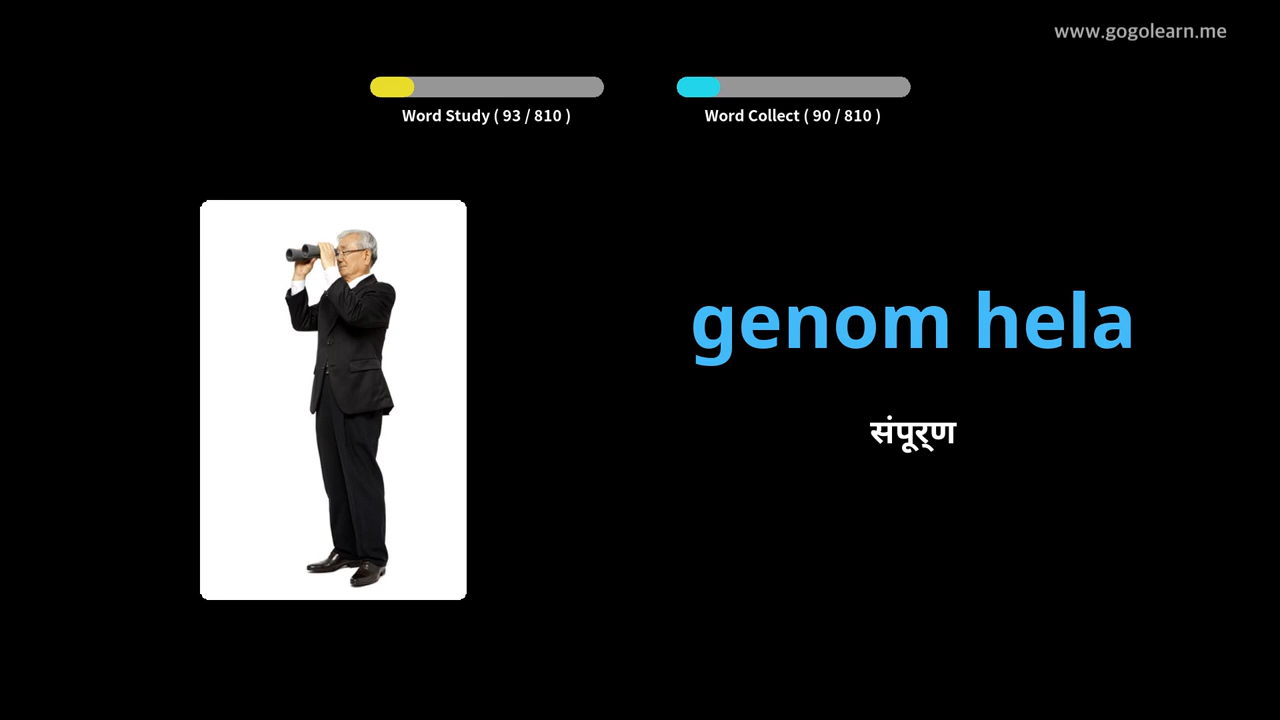 www.gogolearn.me
Word Study ( 93 / 810 )
Word Collect ( 90 / 810 )
genom hela
संपूर्ण